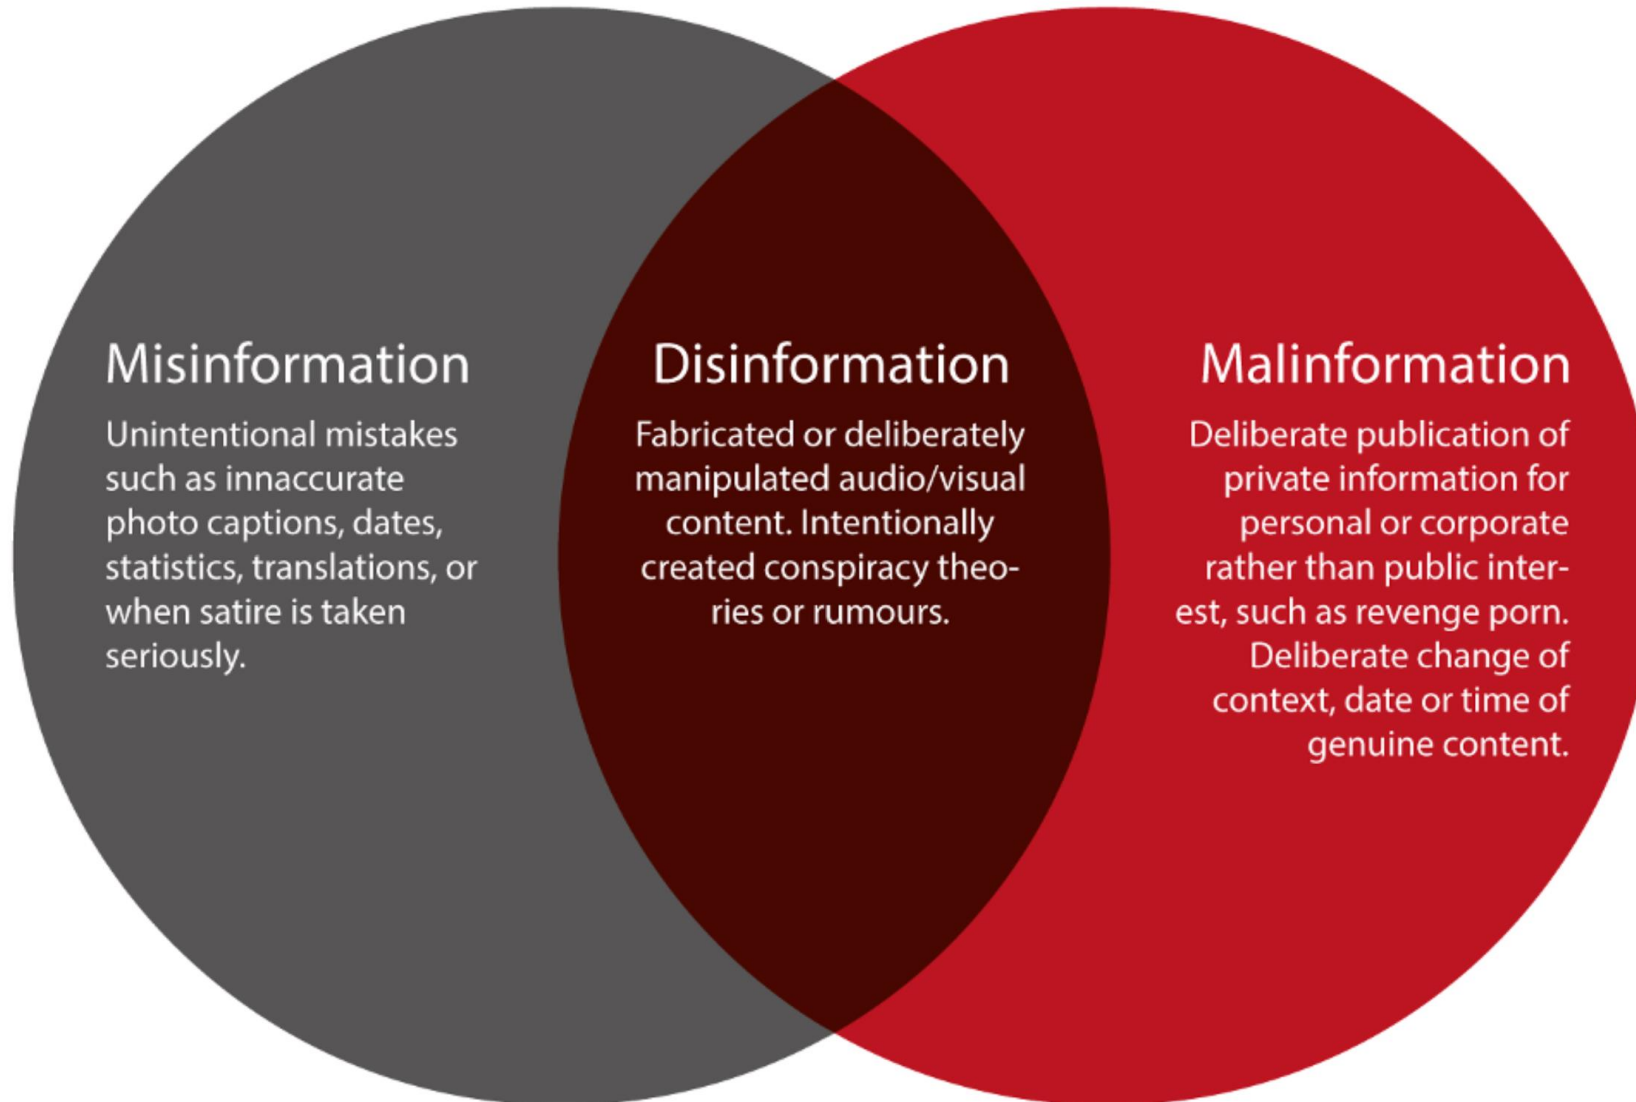 Misinformation
Unintentional mistakes
such as innaccurate
photo captions, dates,
statistics, translations, or
when satire is taken
seriously.
Disinformation
Fabricated or deliberately
manipulated audio/visual
content. Intentionally
created conspiracy theo-
ries or rumours.
Malinformation
Deliberate publication of
private information for
personal or corporate
rather than public inter-
est, such as revenge porn.
Deliberate change of
context, date or time of
genuine content.